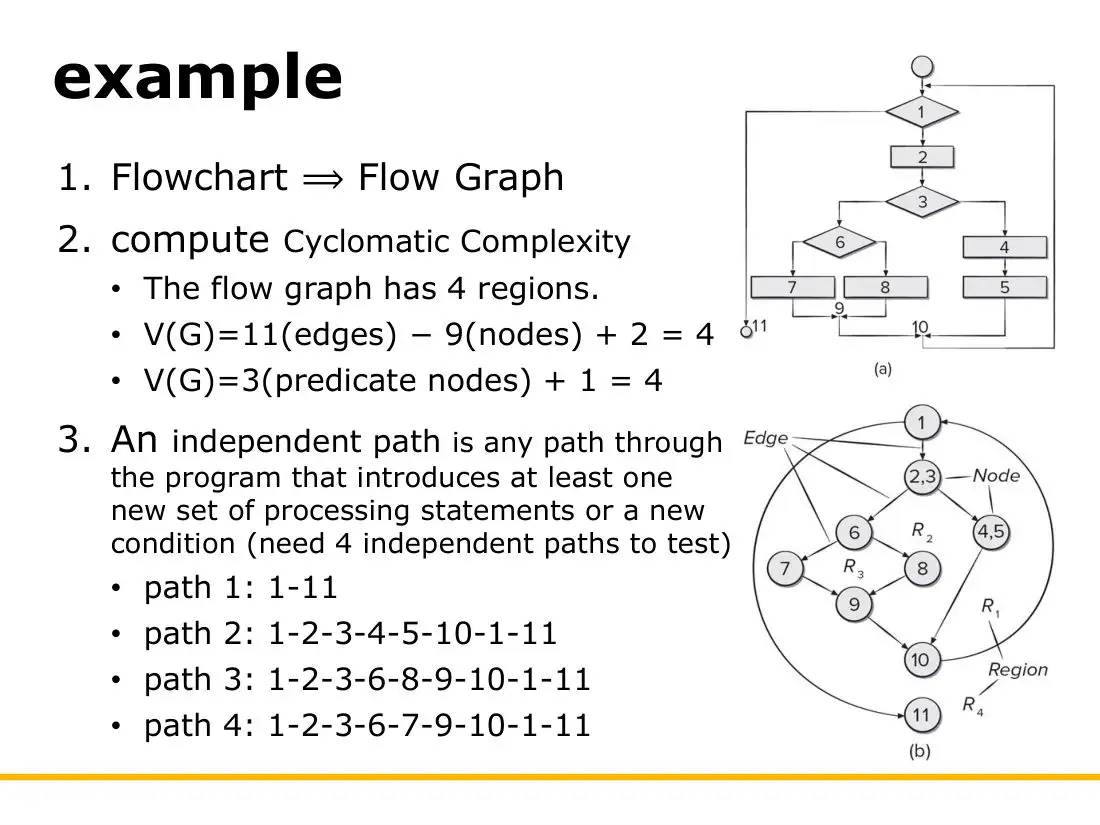 example
1. Flowchart ⟹ Flow Graph
2. compute Cyclomatic Complexity
• The flow graph has 4 regions.
• V(G)=11(edges) − 9(nodes) + 2 = 4
• V(G)=3(predicate nodes) + 1 = 4
3. An independent path is any path through
the program that introduces at least one
new set of processing statements or a new
condition (need 4 independent paths to test)
• path 1: 1-11
• path 2: 1-2-3-4-5-10-1-11
• path 3: 1-2-3-6-8-9-10-1-11
• path 4: 1-2-3-6-7-9-10-1-11
1
2
3
6
4
7
8
5
9
10
11
(a)
1
Edge
2,3
Node
6
R2
4,5
7
R3
8
9
R1
10
Region
R4
11
(b)